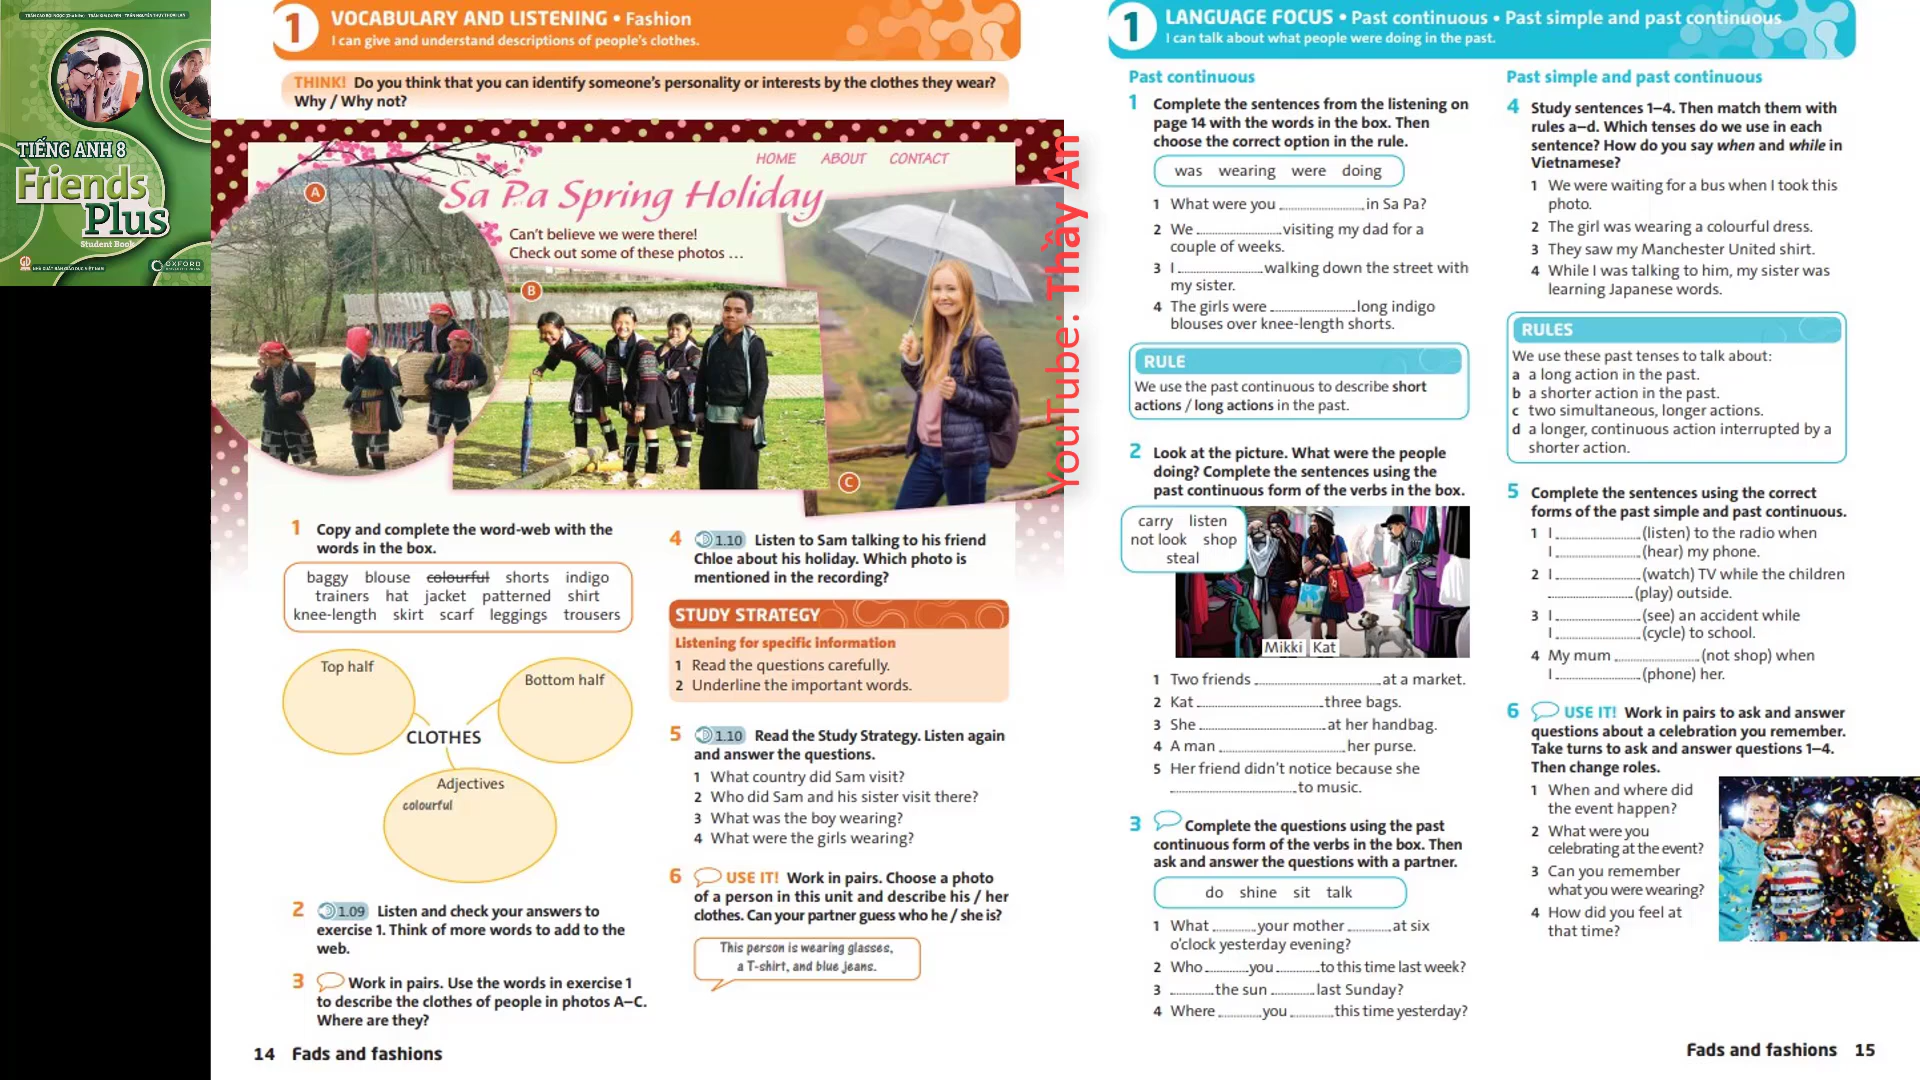 TRẦN CAO BỘI NGỌC (Chủ biên) - TRẦN KIM DUYÊN - TRẦN NGUYỄN THỤY THÙY LAN
TIẾNG ANH 8
Friends
Plus
Student Book
NHÀ XUẤT BẢN GIÁO DỤC VIỆT NAM
OXFORD
1 VOCABULARY AND LISTENING • Fashion
I can give and understand descriptions of people's clothes.
THINK! Do you think that you can identify someone's personality or interests by the clothes they wear?
Why / Why not?
HOME ABOUT CONTACT
A
Sa Pa Spring Holiday
Can't believe we were there!
Check out some of these photos ...
B
C
YouTube: Thầy An
1 Copy and complete the word-web with the
words in the box.
baggy blouse colourful shorts indigo
trainers hat jacket patterned shirt
knee-length skirt scarf leggings trousers
Top half
Bottom half
CLOTHES
Adjectives
colourful
2 1.09 Listen and check your answers to
exercise 1. Think of more words to add to the
web.
3 Work in pairs. Use the words in exercise 1
to describe the clothes of people in photos A–C.
Where are they?
4 1.10 Listen to Sam talking to his friend
Chloe about his holiday. Which photo is
mentioned in the recording?
STUDY STRATEGY
Listening for specific information
1 Read the questions carefully.
2 Underline the important words.
5 1.10 Read the Study Strategy. Listen again
and answer the questions.
1 What country did Sam visit?
2 Who did Sam and his sister visit there?
3 What was the boy wearing?
4 What were the girls wearing?
6 USE IT! Work in pairs. Choose a photo
of a person in this unit and describe his / her
clothes. Can your partner guess who he / she is?
This person is wearing glasses,
a T-shirt, and blue jeans.
14 Fads and fashions
1 LANGUAGE FOCUS • Past continuous • Past simple and past continuous
I can talk about what people were doing in the past.
Past continuous
1 Complete the sentences from the listening on
page 14 with the words in the box. Then
choose the correct option in the rule.
was wearing were doing
1 What were you .................... in Sa Pa?
2 We .................... visiting my dad for a
couple of weeks.
3 I .................... walking down the street with
my sister.
4 The girls were .................... long indigo
blouses over knee-length shorts.
RULE
We use the past continuous to describe short
actions / long actions in the past.
2 Look at the picture. What were the people
doing? Complete the sentences using the
past continuous form of the verbs in the box.
carry listen
not look shop
steal
Mikki Kat
1 Two friends .................... at a market.
2 Kat .................... three bags.
3 She .................... at her handbag.
4 A man .................... her purse.
5 Her friend didn't notice because she
.................... to music.
3 Complete the questions using the past
continuous form of the verbs in the box. Then
ask and answer the questions with a partner.
do shine sit talk
1 What .......... your mother .......... at six
o'clock yesterday evening?
2 Who .......... you .......... to this time last week?
3 .......... the sun .......... last Sunday?
4 Where .......... you .......... this time yesterday?
Past simple and past continuous
4 Study sentences 1–4. Then match them with
rules a–d. Which tenses do we use in each
sentence? How do you say when and while in
Vietnamese?
1 We were waiting for a bus when I took this
photo.
2 The girl was wearing a colourful dress.
3 They saw my Manchester United shirt.
4 While I was talking to him, my sister was
learning Japanese words.
RULES
We use these past tenses to talk about:
a a long action in the past.
b a shorter action in the past.
c two simultaneous, longer actions.
d a longer, continuous action interrupted by a
shorter action.
5 Complete the sentences using the correct
forms of the past simple and past continuous.
1 I .................... (listen) to the radio when
I .................... (hear) my phone.
2 I .................... (watch) TV while the children
.................... (play) outside.
3 I .................... (see) an accident while
I .................... (cycle) to school.
4 My mum .................... (not shop) when
I .................... (phone) her.
6 USE IT! Work in pairs to ask and answer
questions about a celebration you remember.
Take turns to ask and answer questions 1–4.
Then change roles.
1 When and where did
the event happen?
2 What were you
celebrating at the event?
3 Can you remember
what you were wearing?
4 How did you feel at
that time?
Fads and fashions 15